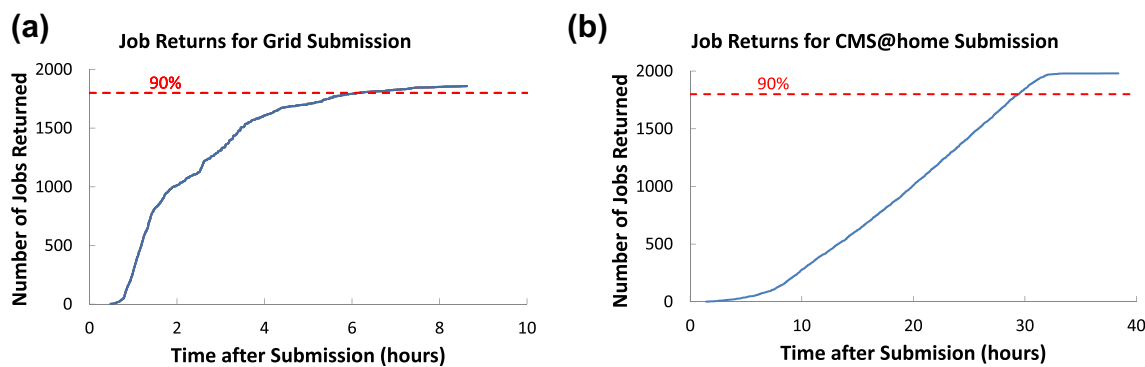 (a)
Job Returns for Grid Submission
Number of Jobs Returned
2000
1500
1000
500
0
90%
0 2 4 6 8 10
Time after Submission (hours)
(b)
Job Returns for CMS@home Submission
Number of Jobs Returned
2000
1500
1000
500
0
90%
0 10 20 30 40
Time after Submision (hours)